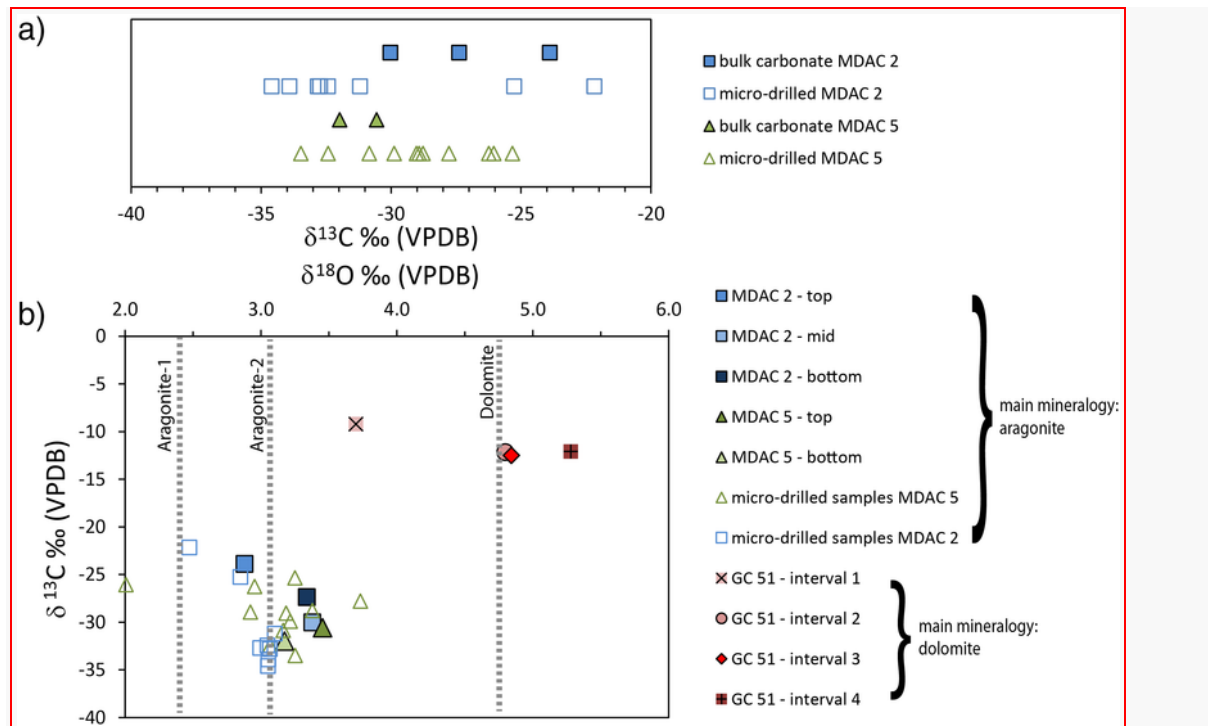 a)
bulk carbonate MDAC 2
micro-drilled MDAC 2
bulk carbonate MDAC 5
micro-drilled MDAC 5
-40 -35 -30 -25 -20
δ13C ‰ (VPDB)
δ18O ‰ (VPDB)
b)
2.0 3.0 4.0 5.0 6.0
0
-5
-10
-15
-20
-25
-30
-35
-40
δ 13C ‰ (VPDB)
Aragonite-1
Aragonite-2
Dolomite
MDAC 2 - top
MDAC 2 - mid
MDAC 2 - bottom
MDAC 5 - top
MDAC 5 - bottom
micro-drilled samples MDAC 5
micro-drilled samples MDAC 2
main mineralogy:
aragonite
GC 51 - interval 1
GC 51 - interval 2
GC 51 - interval 3
GC 51 - interval 4
main mineralogy:
dolomite